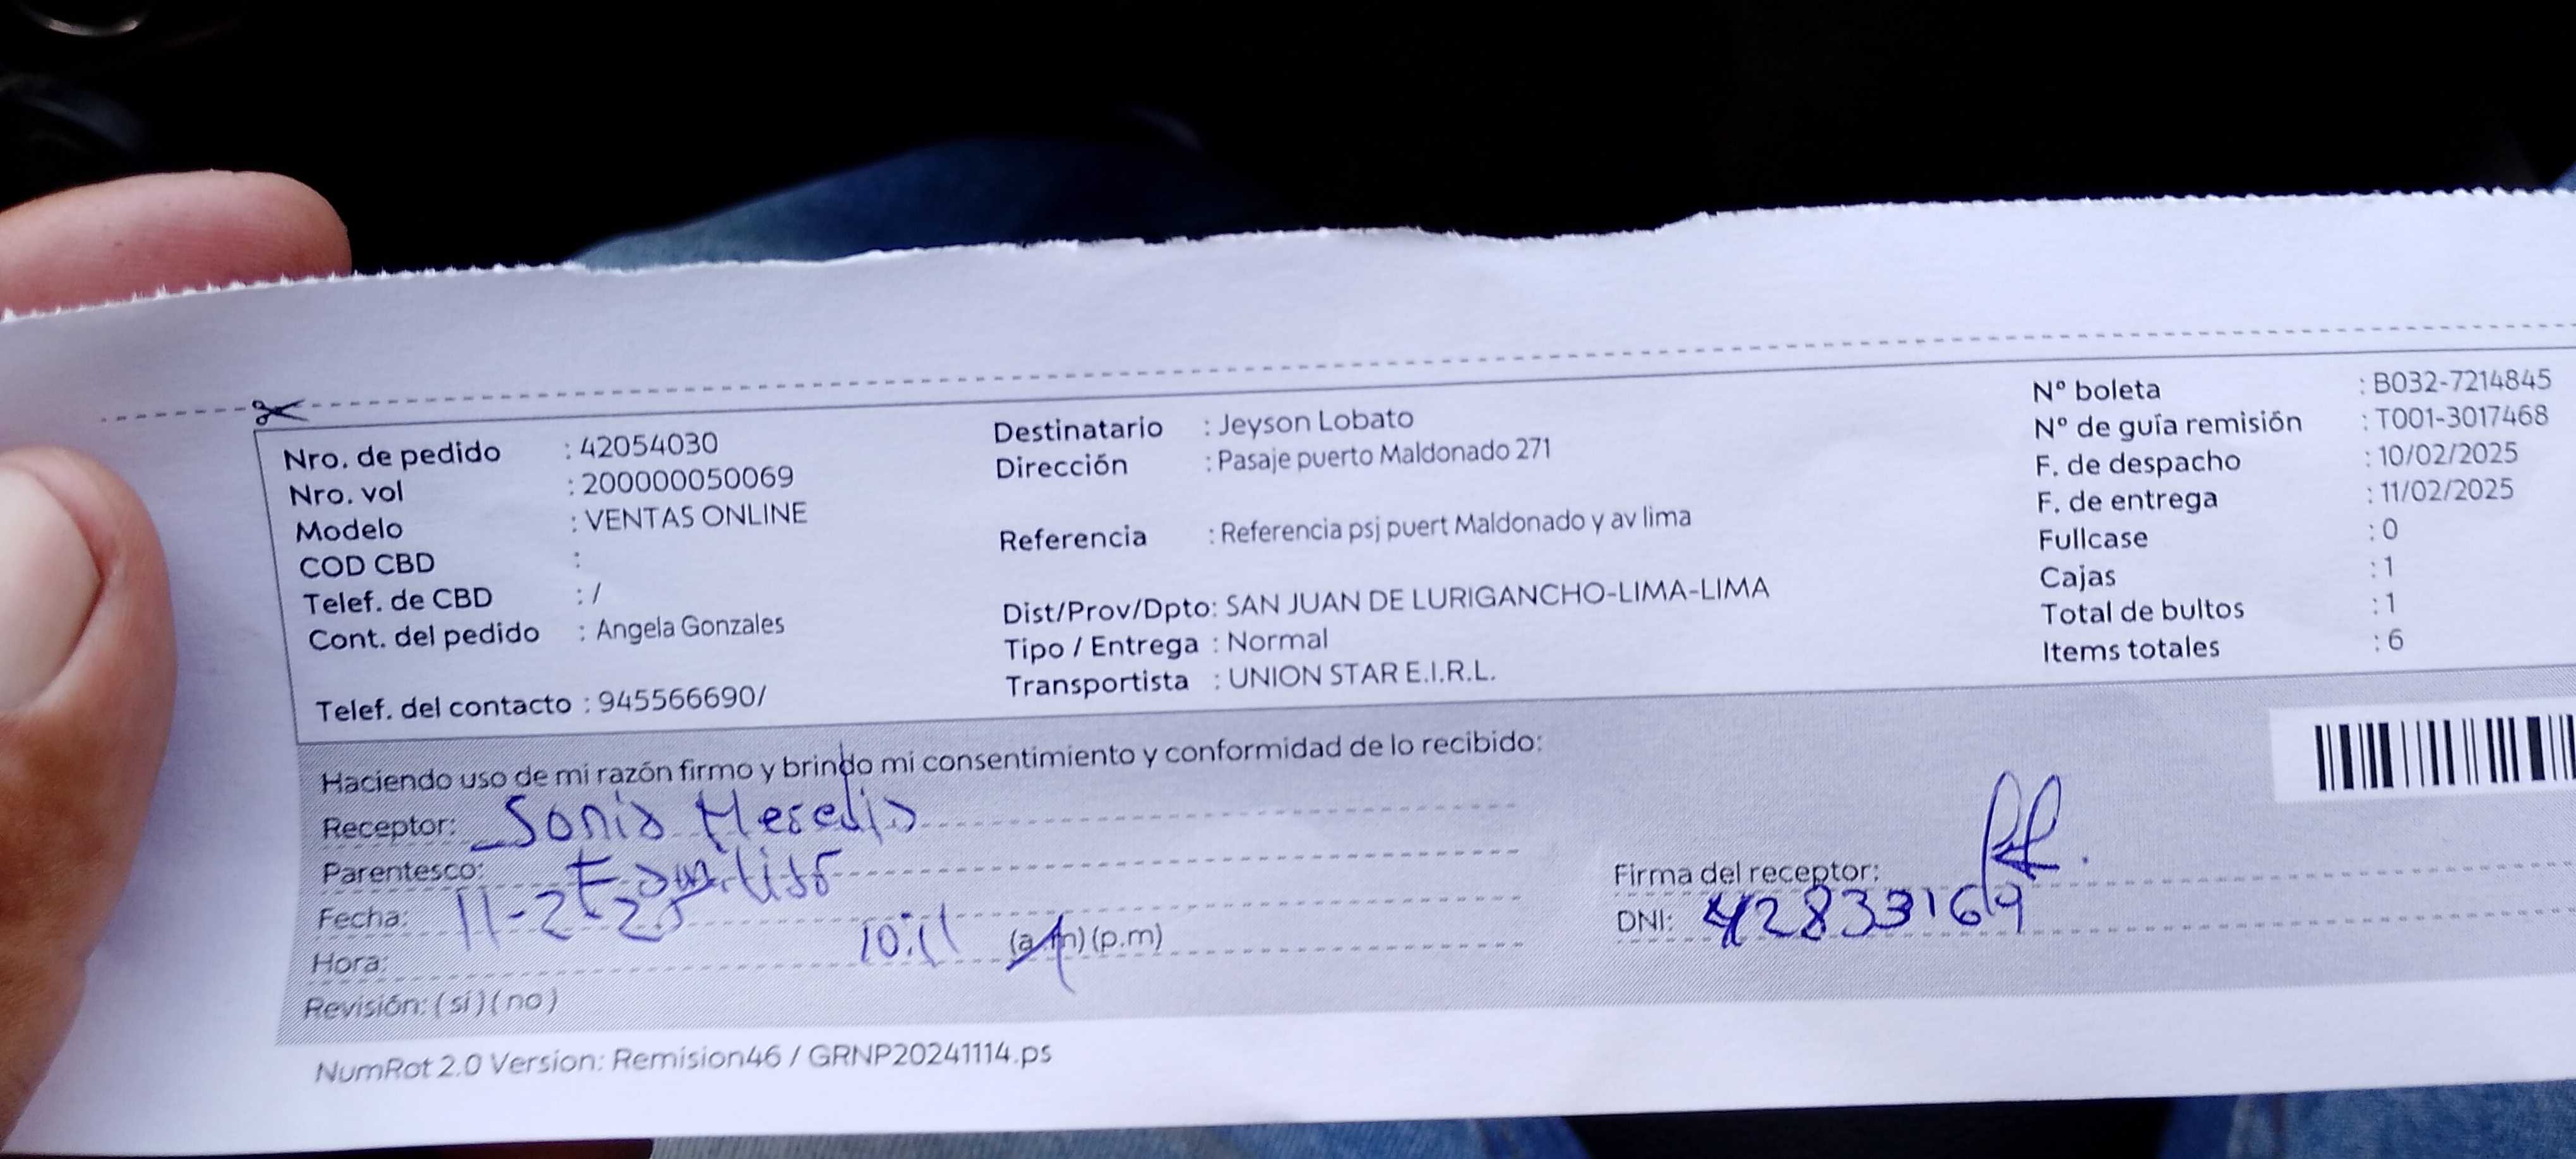 Nro. de pedido : 42054030
Nro. vol : 200000050069
Modelo : VENTAS ONLINE
COD CBD :
Telef. de CBD : /
Cont. del pedido : Angela Gonzales
Telef. del contacto : 945566690/
Destinatario : Jeyson Lobato
Dirección : Pasaje puerto Maldonado 271
Referencia : Referencia psj puert Maldonado y av lima
Dist/Prov/Dpto: SAN JUAN DE LURIGANCHO-LIMA-LIMA
Tipo / Entrega : Normal
Transportista : UNION STAR E.I.R.L.
Nº boleta : B032-7214845
Nº de guía remisión : T001-3017468
F. de despacho : 10/02/2025
F. de entrega : 11/02/2025
Fullcase : 0
Cajas : 1
Total de bultos : 1
Items totales : 6
Haciendo uso de mi razón firmo y brindo mi consentimiento y conformidad de lo recibido:
Receptor: Sonia
Parentesco:
Fecha: 11-2-25
Hora: 10:11 (a.m)(p.m)
Revisión: (si)(no)
Firma del receptor:
DNI: 42833169
NumRot 2.0 Version: Remision46 / GRNP20241114.ps